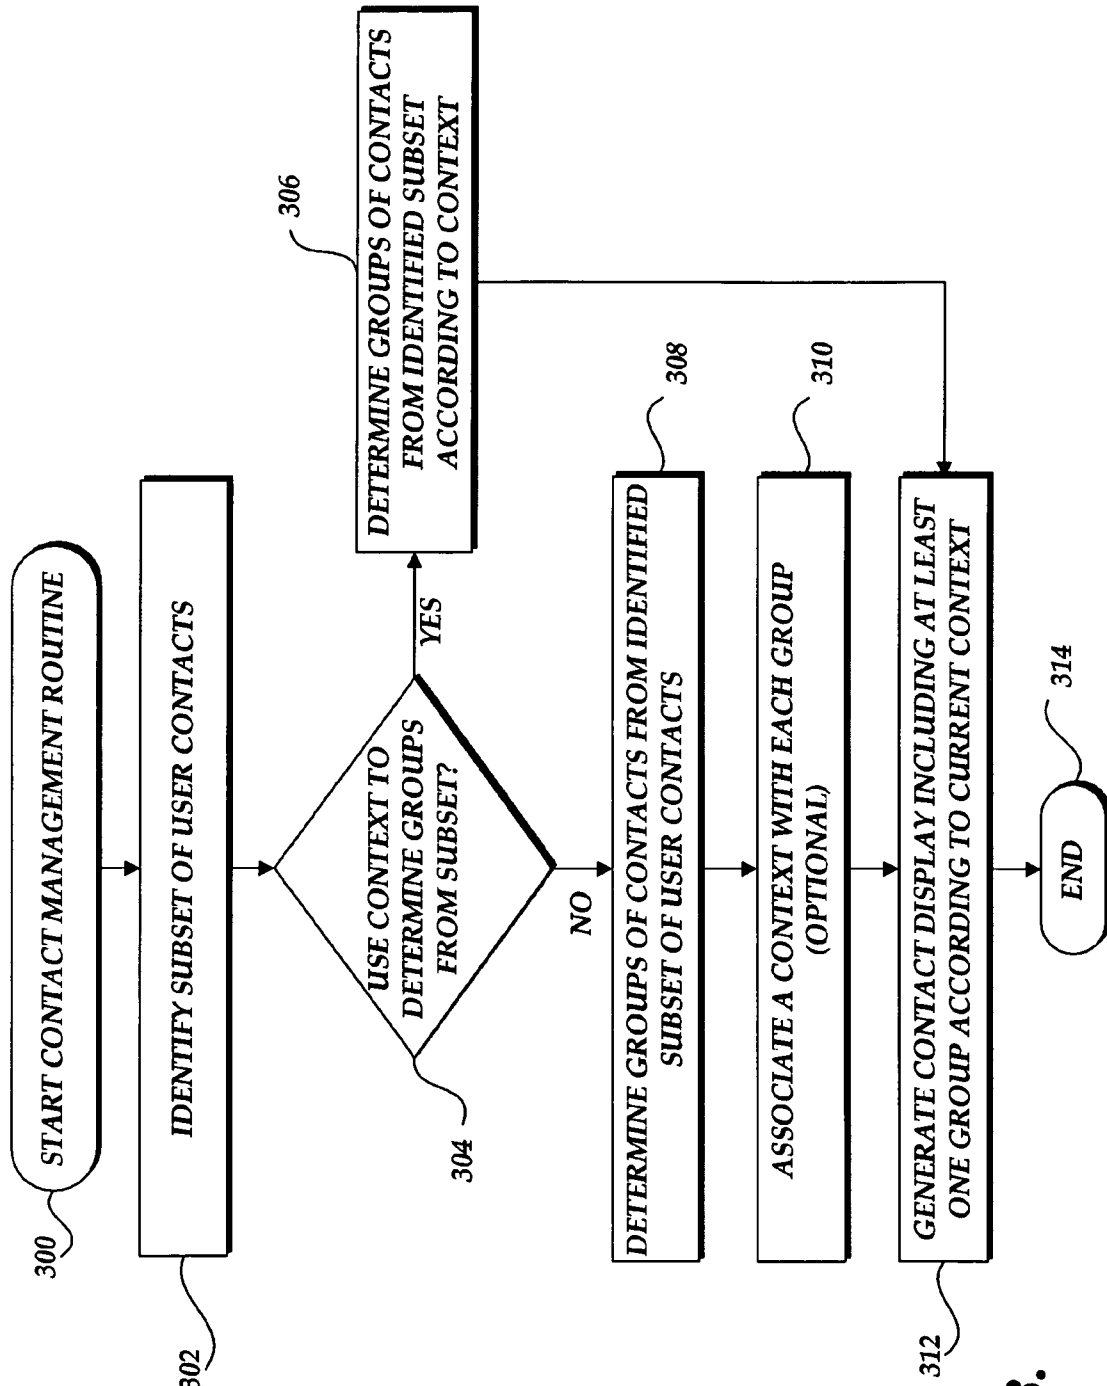 300
START CONTACT MANAGEMENT ROUTINE
302
IDENTIFY SUBSET OF USER CONTACTS
304
USE CONTEXT TO
DETERMINE GROUPS
FROM SUBSET?
YES
306
DETERMINE GROUPS OF CONTACTS
FROM IDENTIFIED SUBSET
ACCORDING TO CONTEXT
NO
308
DETERMINE GROUPS OF CONTACTS FROM IDENTIFIED
SUBSET OF USER CONTACTS
310
ASSOCIATE A CONTEXT WITH EACH GROUP
(OPTIONAL)
312
GENERATE CONTACT DISPLAY INCLUDING AT LEAST
ONE GROUP ACCORDING TO CURRENT CONTEXT
314
END